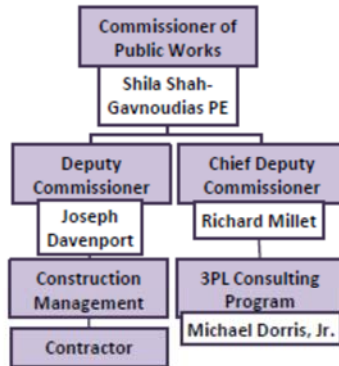 Commissioner of
Public Works
Shila Shah-
Gavnoudias PE
Deputy
Commissioner
Joseph
Davenport
Construction
Management
Contractor
Chief Deputy
Commissioner
Richard Millet
3PL Consulting
Program
Michael Dorris, Jr.